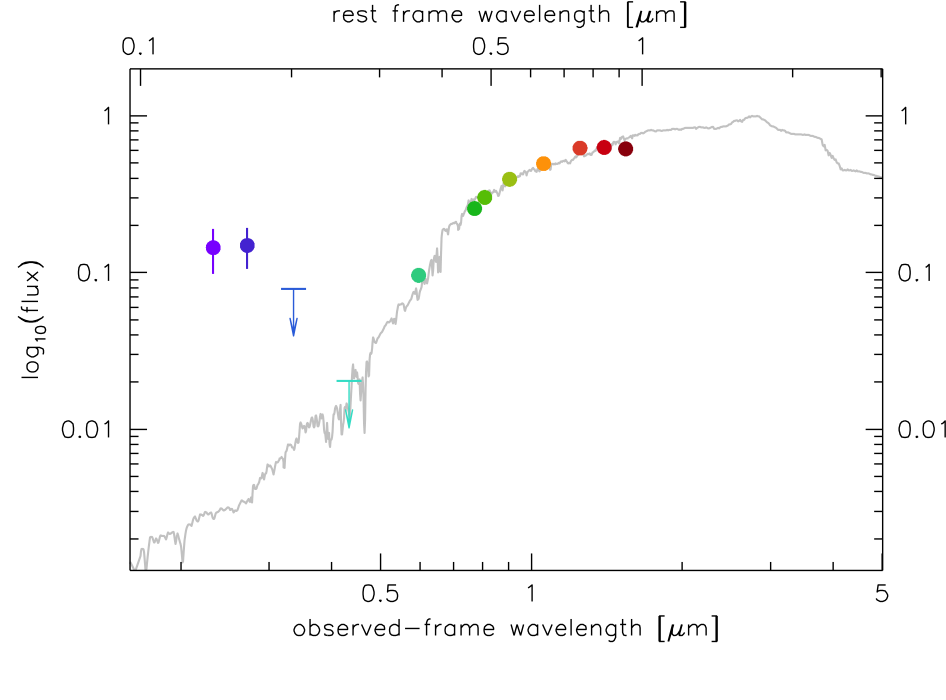 rest frame wavelength [μm]
0.1 0.5 1
1 1
0.1 0.1
0.01 0.01
log10(flux)
0.5 1 5
observed-frame wavelength [μm]